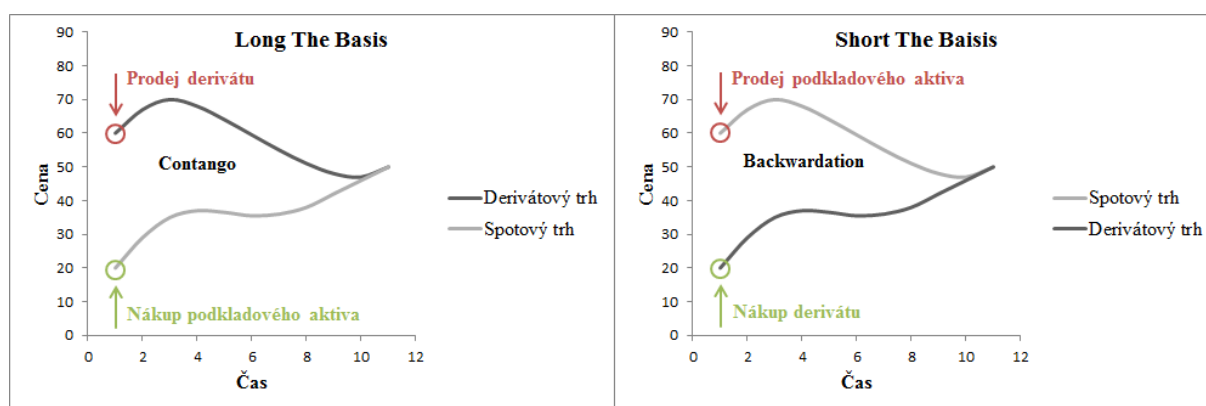 Long The Basis
90
80
70
60
50
40
30
20
10
0
Cena
Prodej derivátu
Contango
Nákup podkladového aktiva
0 2 4 6 8 10 12
Čas
Derivátový trh
Spotový trh
Short The Baisis
90
80
70
60
50
40
30
20
10
0
Cena
Prodej podkladového aktiva
Backwardation
Nákup derivátu
0 2 4 6 8 10 12
Čas
Spotový trh
Derivátový trh